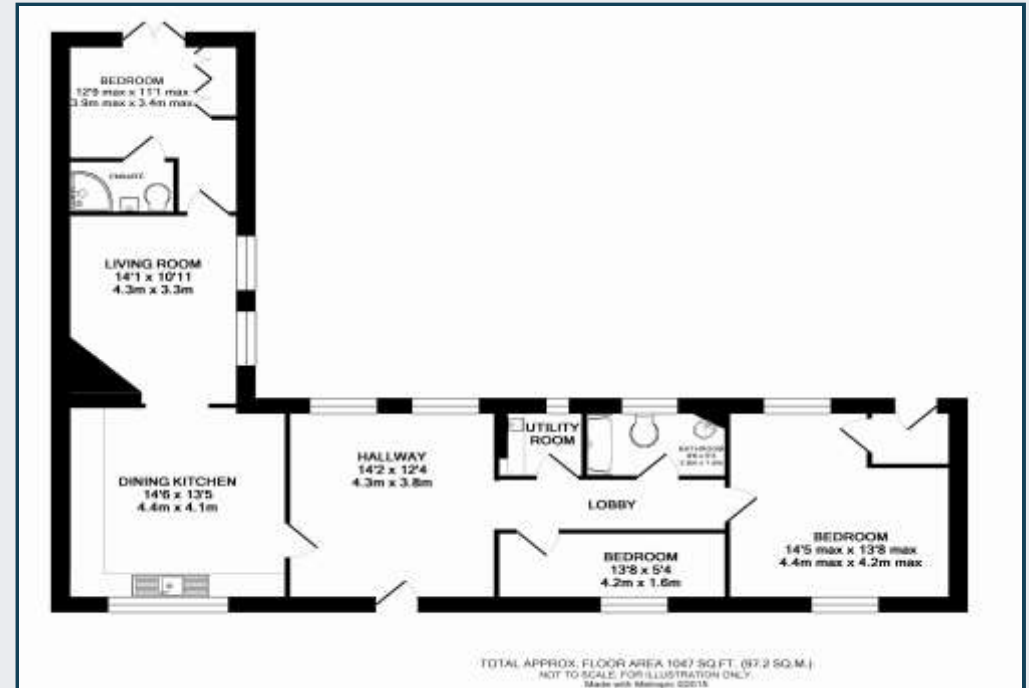 BEDROOM
12'9 max x 11'1 max
3.9m max x 3.4m max
ENSUITE
LIVING ROOM
14'1 x 10'11
4.3m x 3.3m
DINING KITCHEN
14'6 x 13'5
4.4m x 4.1m
HALLWAY
14'2 x 12'4
4.3m x 3.8m
UTILITY
ROOM
BATHROOM
LOBBY
BEDROOM
13'8 x 5'4
4.2m x 1.6m
BEDROOM
14'5 max x 13'8 max
4.4m max x 4.2m max
TOTAL APPROX. FLOOR AREA 1047 SQ.FT. (97.2 SQ.M.)
NOT TO SCALE. FOR ILLUSTRATION ONLY.
Made with Metropix ©2015